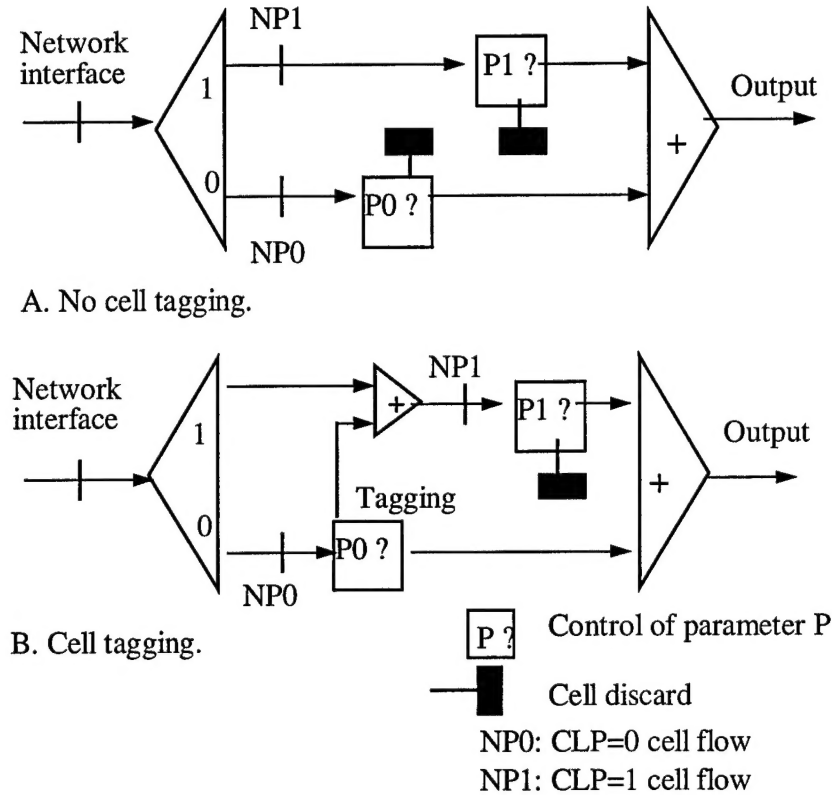 NP1
Network
interface
1
P1 ?
Output
+
0
P0 ?
NP0
A. No cell tagging.
Network
interface
NP1
+
P1 ?
1
Output
+
Tagging
0
P0 ?
NP0
B. Cell tagging.
P ?
Control of parameter P
Cell discard
NP0: CLP=0 cell flow
NP1: CLP=1 cell flow